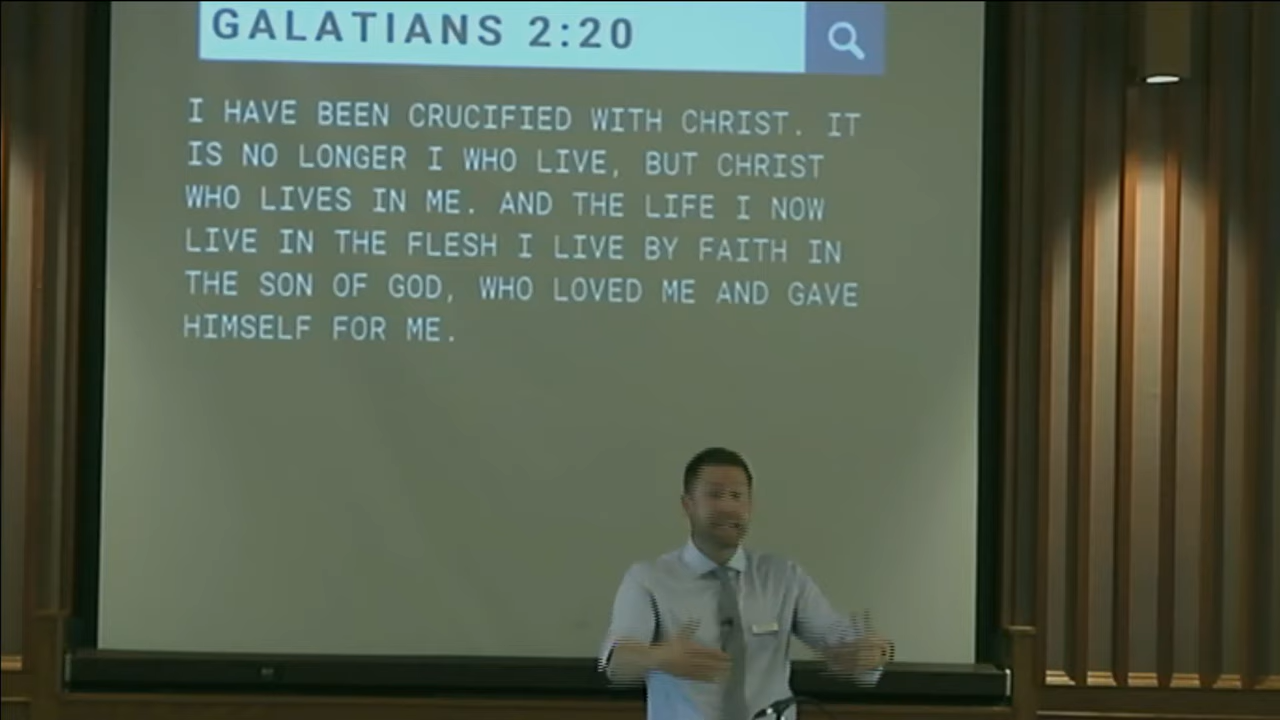 GALATIANS 2:20
I HAVE BEEN CRUCIFIED WITH CHRIST. IT
IS NO LONGER I WHO LIVE, BUT CHRIST
WHO LIVES IN ME. AND THE LIFE I NOW
LIVE IN THE FLESH I LIVE BY FAITH IN
THE SON OF GOD, WHO LOVED ME AND GAVE
HIMSELF FOR ME.